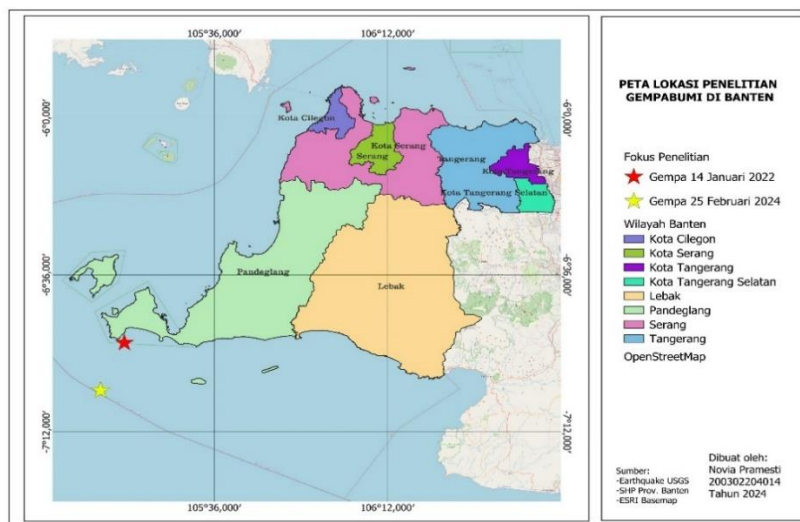 105°36,000'
106°12,000'
-6°0,000'
-6°0,000'
Kota Cilegon
Kota Serang
Serang
Tangerang
Kota Tangerang
Kota Tangerang Selatan
-6°36,000'
-6°36,000'
Pandeglang
Lebak
-7°12,000'
-7°12,000'
105°36,000'
106°12,000'
PETA LOKASI PENELITIAN
GEMPABUMI DI BANTEN
Fokus Penelitian
Gempa 14 Januari 2022
Gempa 25 Februari 2024
Wilayah Banten
Kota Cilegon
Kota Serang
Kota Tangerang
Kota Tangerang Selatan
Lebak
Pandeglang
Serang
Tangerang
OpenStreetMap
Sumber:
-Earthquake USGS
-SHP Prov. Banten
-ESRI Basemap
Dibuat oleh:
Novia Pramesti
200302204014
Tahun 2024